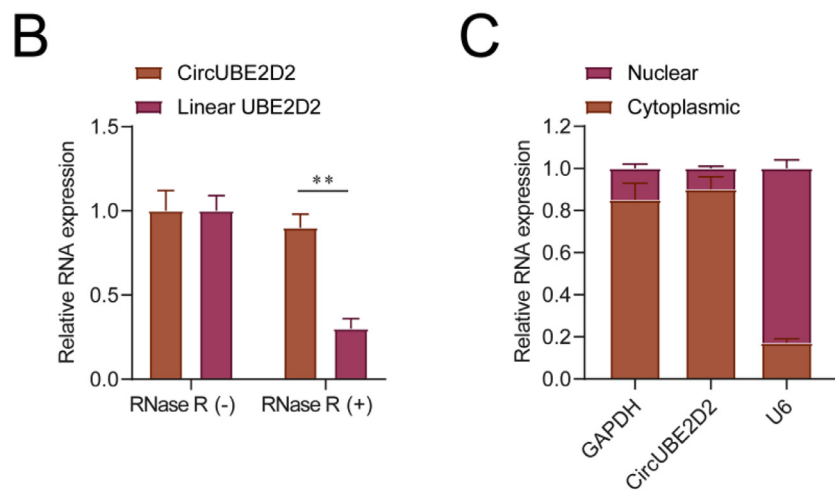 B
CircUBE2D2
Linear UBE2D2
Relative RNA expression
1.5
1.0
0.5
0.0
**
RNase R (-)
RNase R (+)
C
Nuclear
Cytoplasmic
Relative RNA expression
1.2
1.0
0.8
0.6
0.4
0.2
0.0
GAPDH
CircUBE2D2
U6